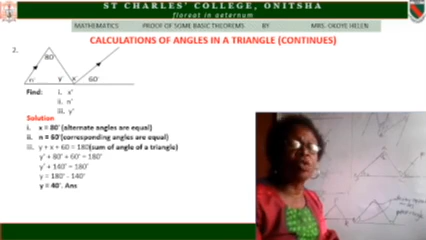 ST CHARLES' COLLEGE, ONITSHA
floreat in aeternum
MATHEMATICS PROOF OF SOME BASIC THEOREMS BY MRS- OKOYE HELEN
CALCULATIONS OF ANGLES IN A TRIANGLE (CONTINUES)
2.
80°
n° y° x° 60°
Find: i. x°
ii. n°
iii. y°
Solution
i. x = 80°(alternate angles are equal)
ii. n = 60°(corresponding angles are equal)
iii. y + x + 60 = 180(sum of angle of a triangle)
y° + 80° + 60° = 180°
y° + 140° = 180°
y = 180° - 140°
y = 40°. Ans